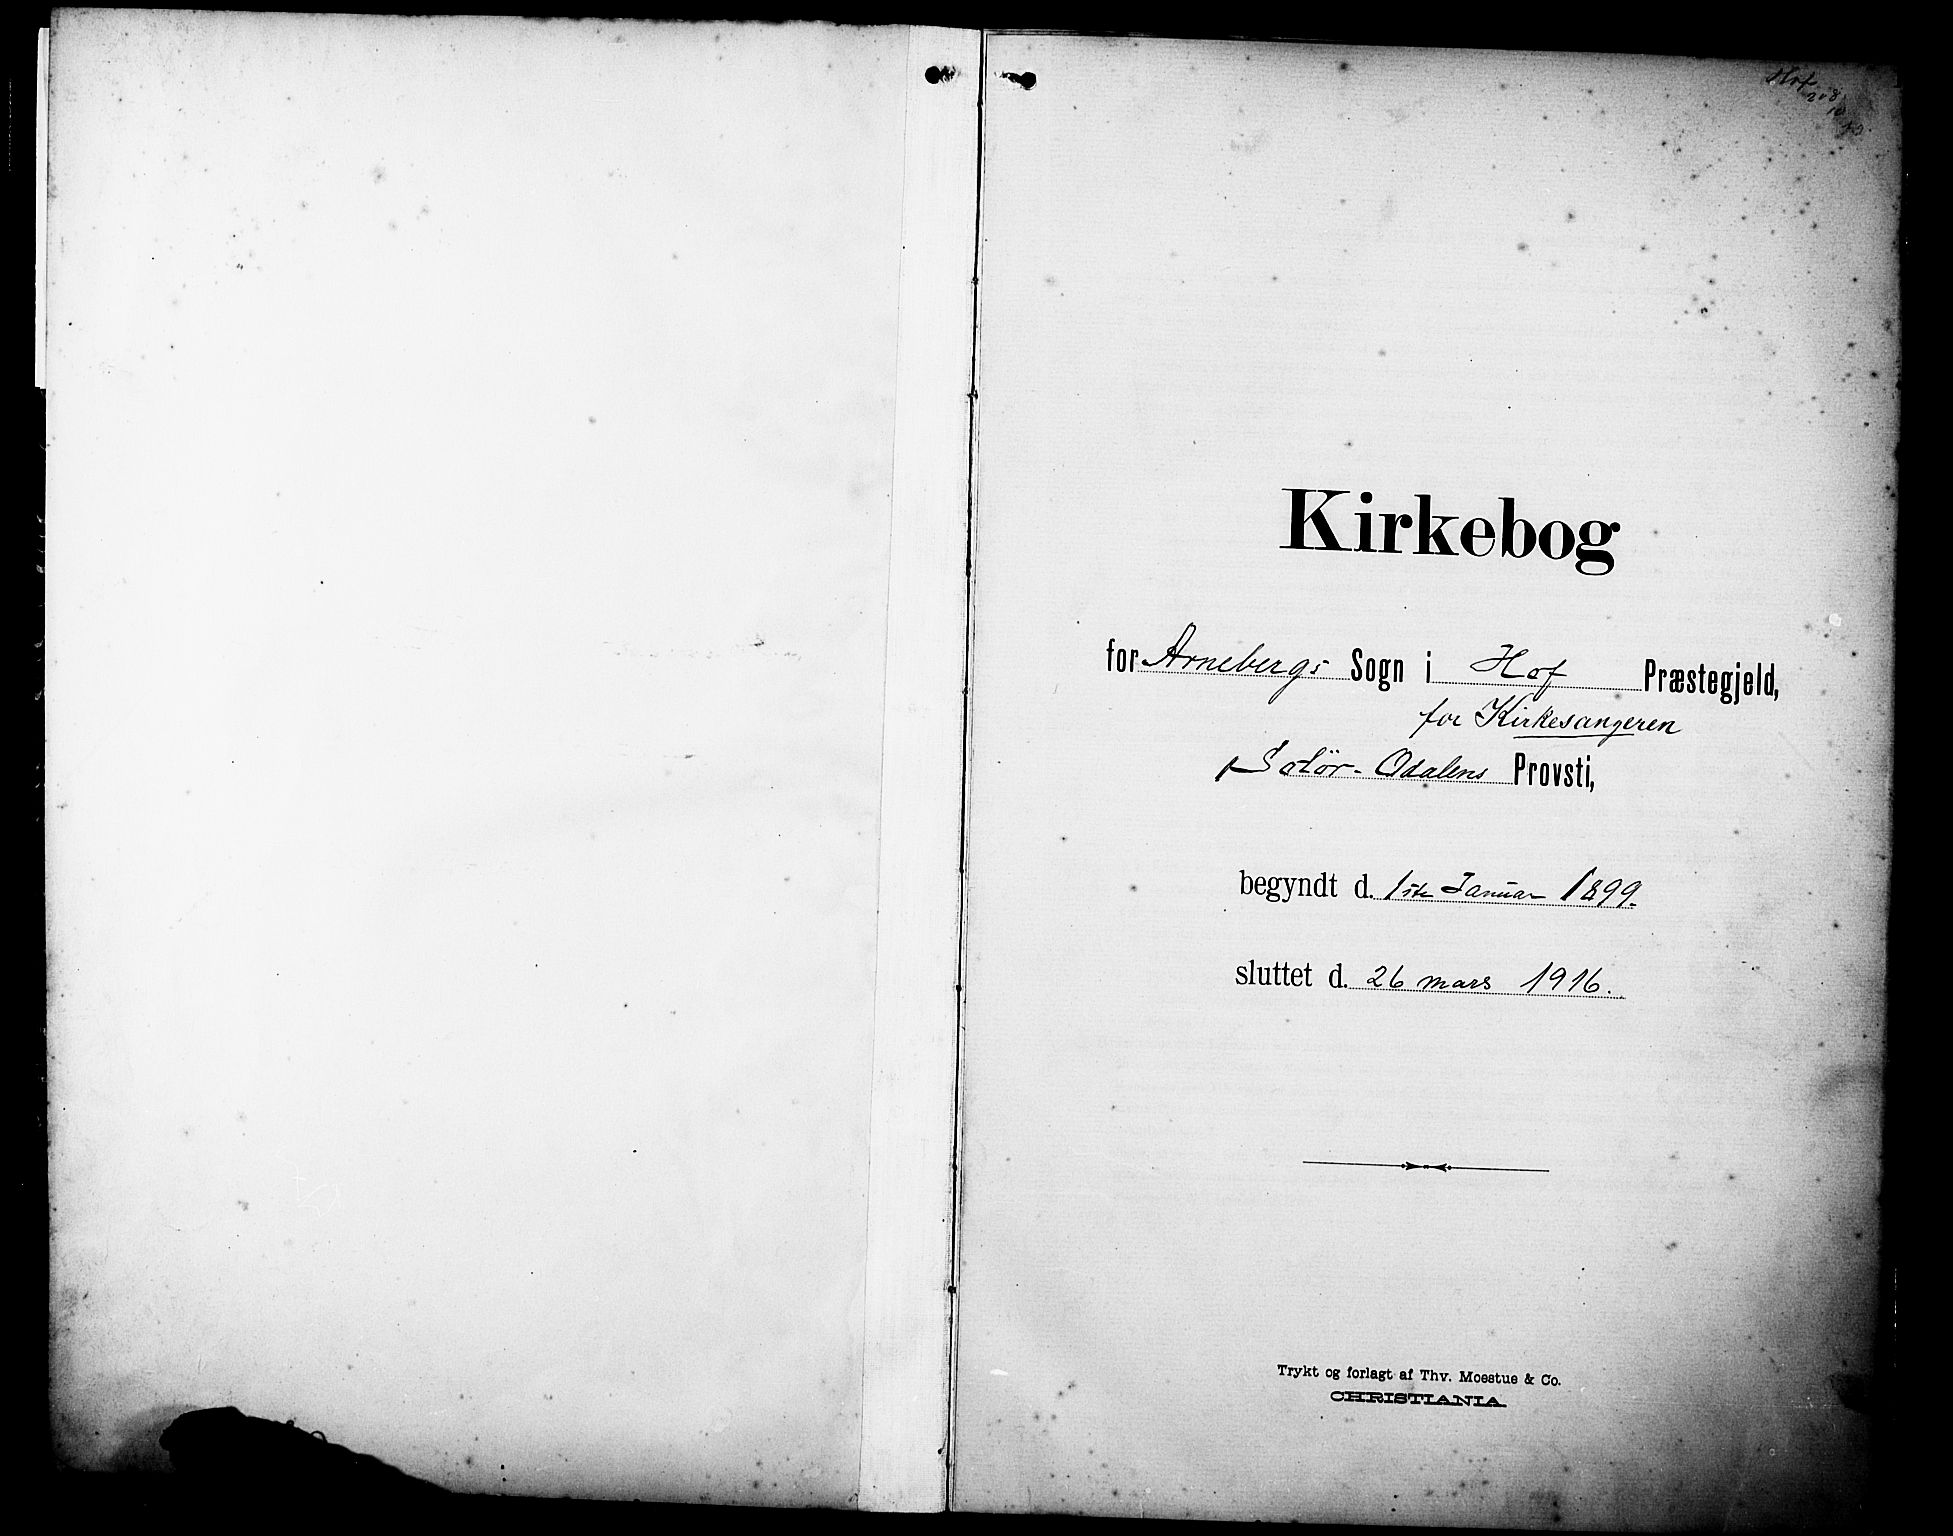 Hof
Kirkebog
for Arnebergs Sogn i Hof Præstegjeld,
for Kirkesangeren
Solör-Odalens Provsti,
begyndt d. 1ste Januar 1899.
sluttet d. 26 mars 1916.
Trykt og forlagt af Thv. Moestue & Co.
CHRISTIANIA